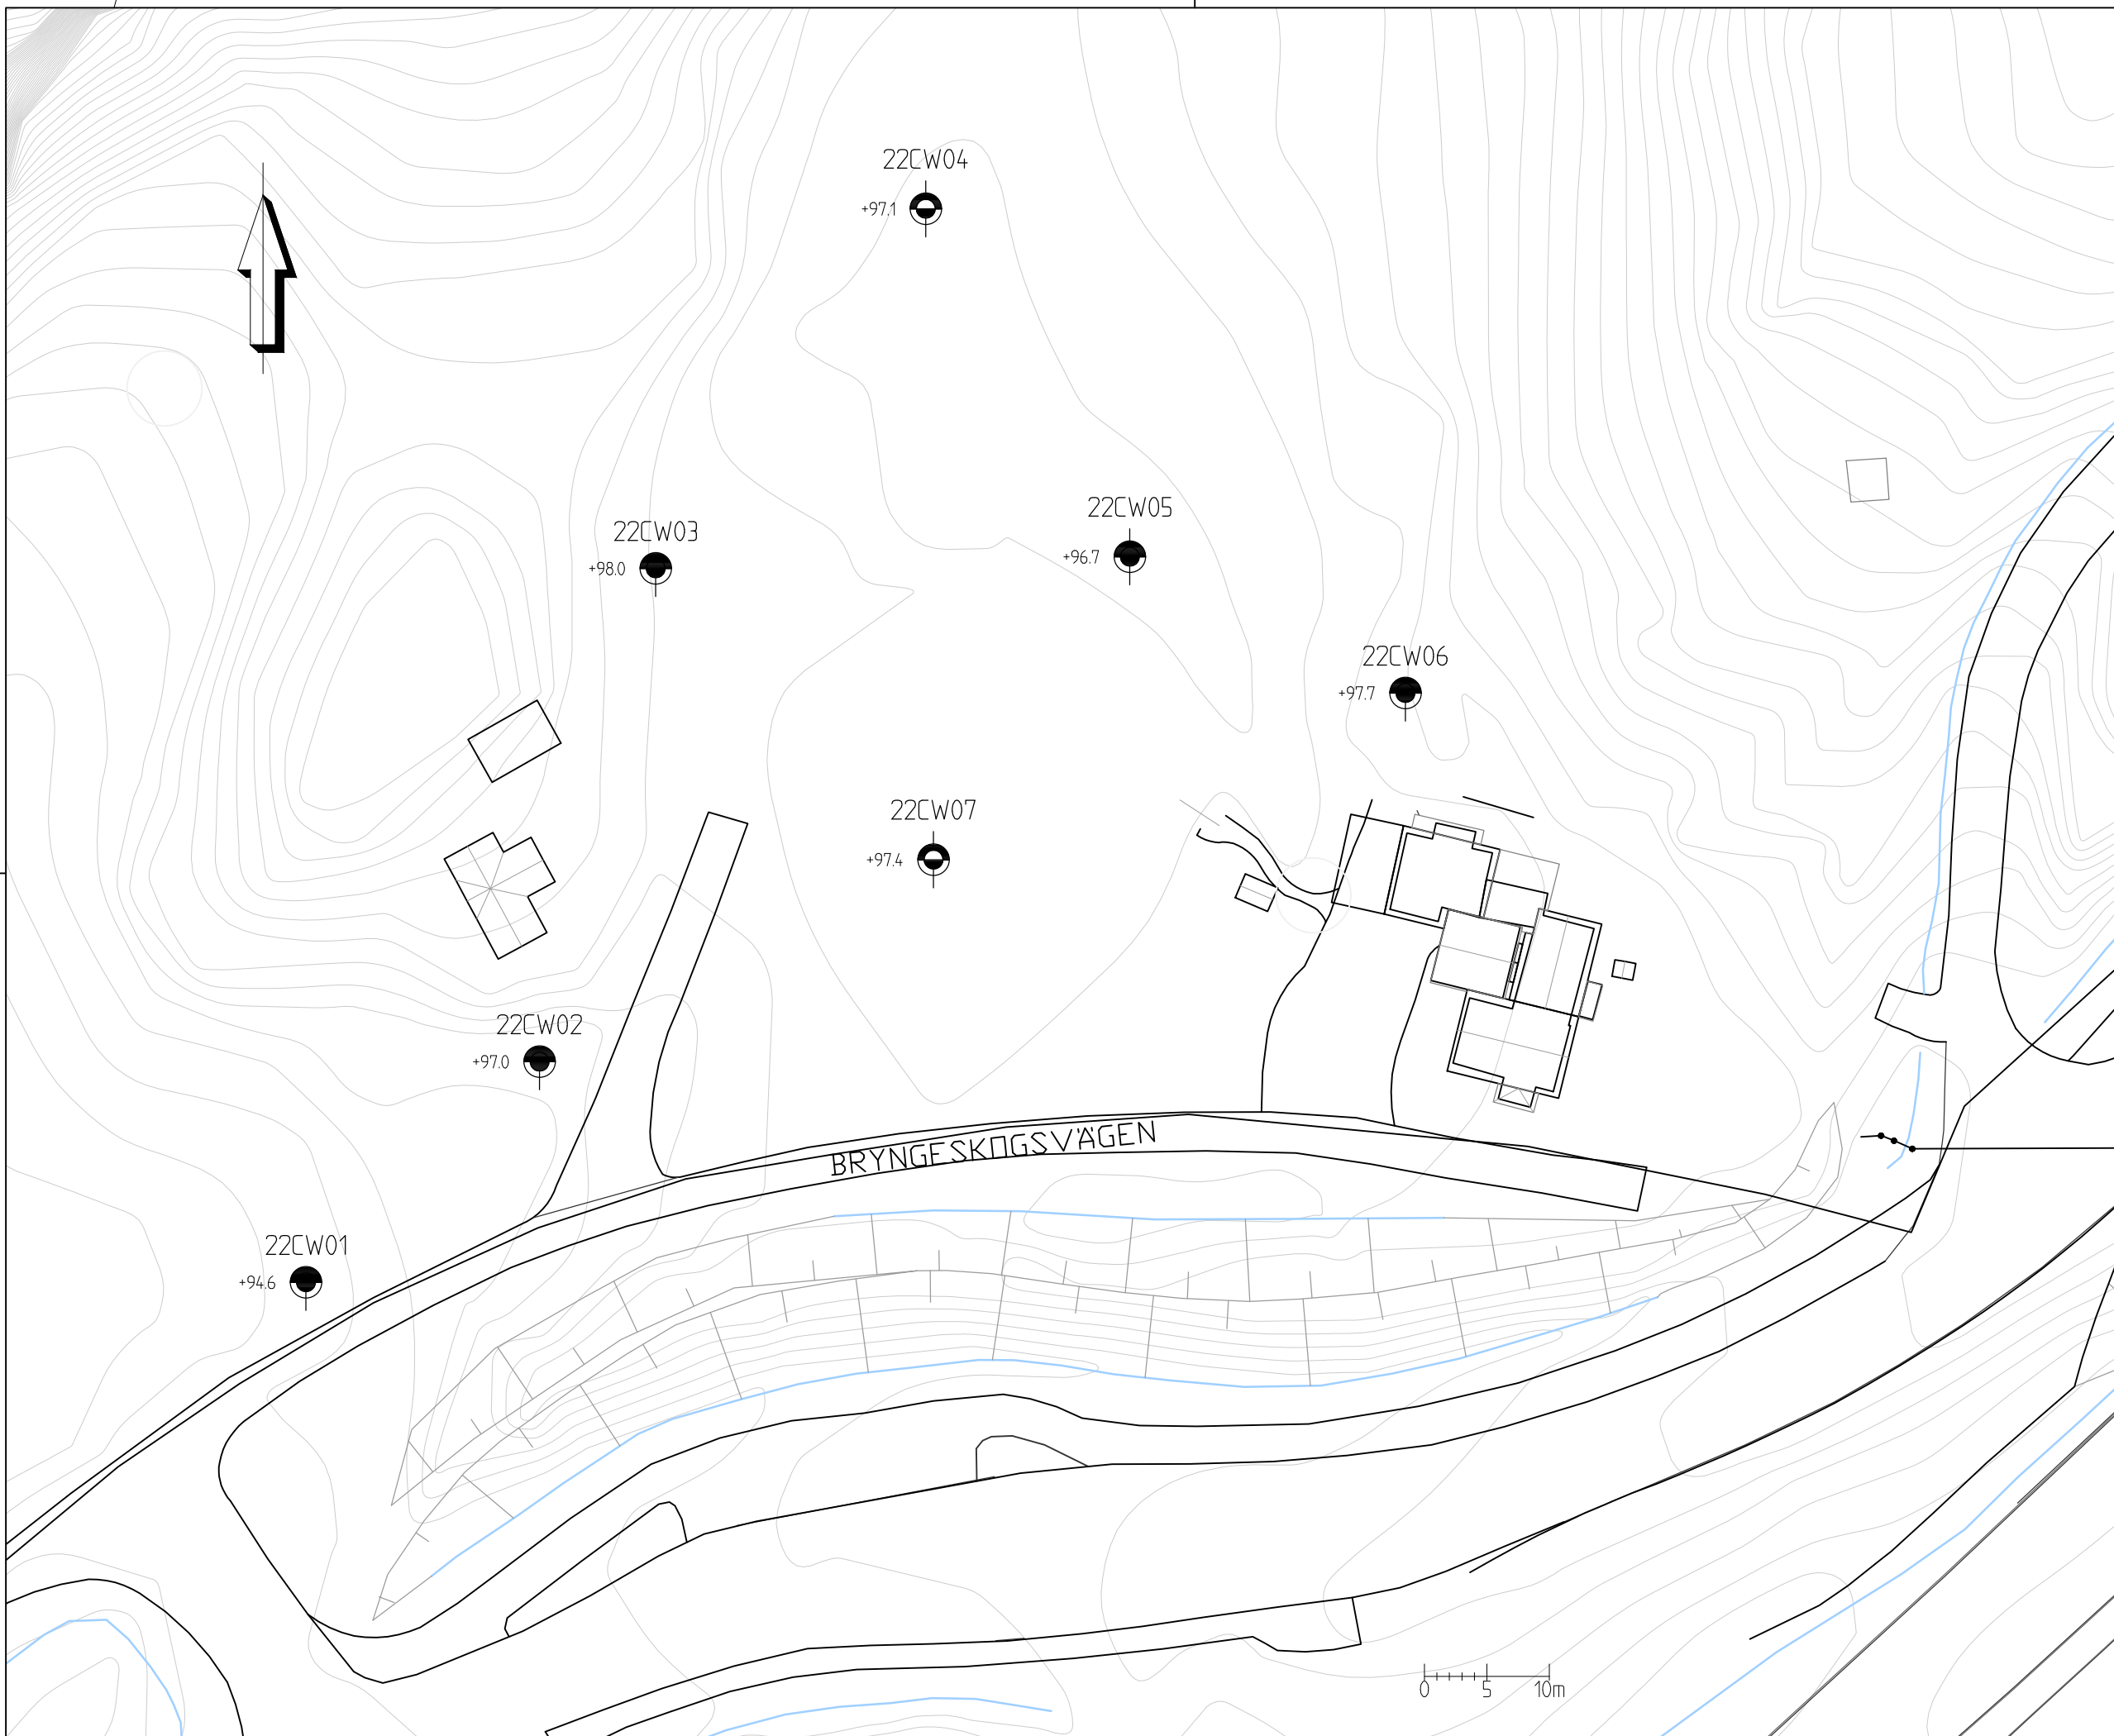 22CW04
+97.1
22CW05
+96.7
22CW03
+98.0
22CW06
+97.7
22CW07
+97.4
22CW02
+97.0
BRYNGESKOGSVÄGEN
22CW01
+94.6
0 5 10m